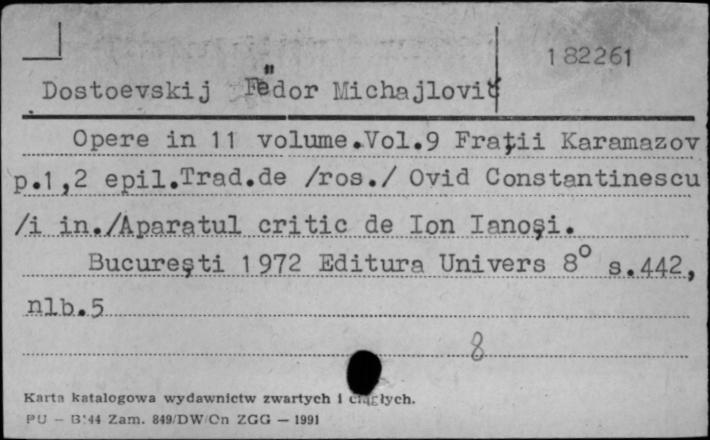 182261
Dostoevskij Fëdor Michajlovič
Opere in 11 volume.Vol.9 Fraţii Karamazov
p.1,2 epil.Trad.de /ros./ Ovid Constantinescu
/i in./Aparatul critic de Ion Ianoşi.
Bucureşti 1972 Editura Univers 8° s.442,
nlb.5
8
Karta katalogowa wydawnictw zwartych i ciągłych.
PU – B 44 Zam. 849/DW/Cn ZGG — 1991